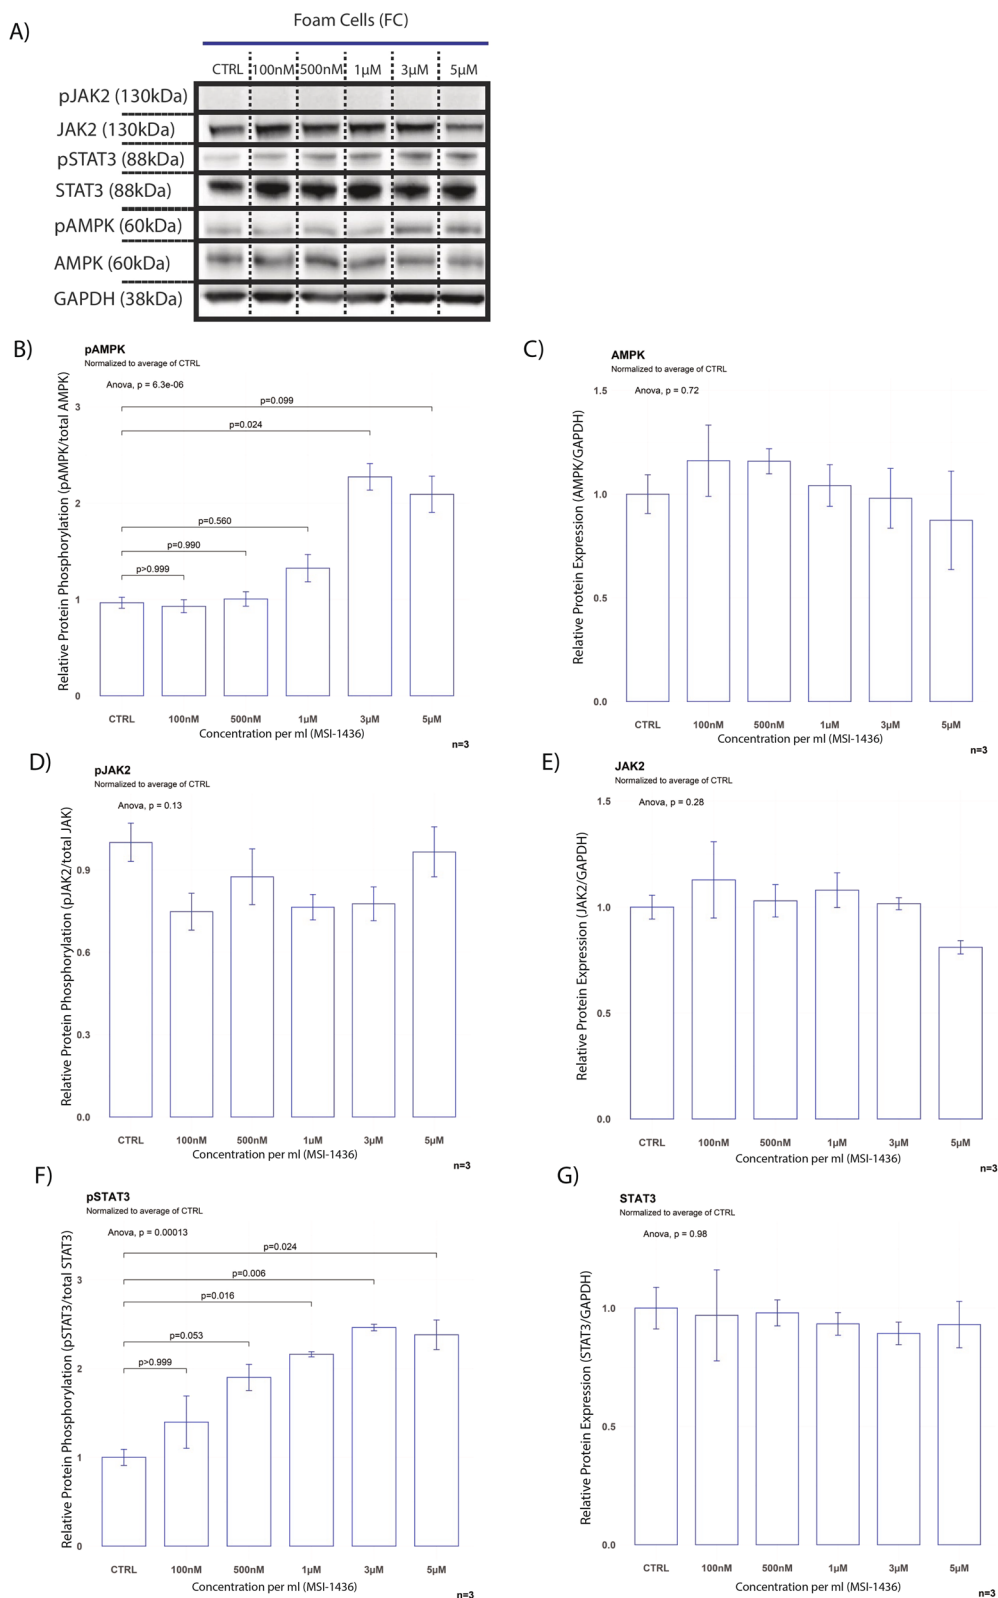 A)
Foam Cells (FC)
CTRL 100nM 500nM 1µM 3µM 5µM
pJAK2 (130kDa)
JAK2 (130kDa)
pSTAT3 (88kDa)
STAT3 (88kDa)
pAMPK (60kDa)
AMPK (60kDa)
GAPDH (38kDa)
B)
pAMPK
Normalized to average of CTRL
Anova, p = 6.3e-06
Relative Protein Phosphorylation (pAMPK/total AMPK)
3
2
1
0
p=0.099
p=0.024
p=0.560
p=0.990
p>0.999
CTRL 100nM 500nM 1µM 3µM 5µM
Concentration per ml (MSI-1436)
n=3
C)
AMPK
Normalized to average of CTRL
Anova, p = 0.72
Relative Protein Expression (AMPK/GAPDH)
1.5
1.0
0.5
0.0
CTRL 100nM 500nM 1µM 3µM 5µM
Concentration per ml (MSI-1436)
n=3
D)
pJAK2
Normalized to average of CTRL
Anova, p = 0.13
Relative Protein Phosphorylation (pJAK2/total JAK)
0.9
0.6
0.3
0.0
CTRL 100nM 500nM 1µM 3µM 5µM
Concentration per ml (MSI-1436)
n=3
E)
JAK2
Normalized to average of CTRL
Anova, p = 0.28
Relative Protein Expression (JAK2/GAPDH)
1.5
1.0
0.5
0.0
CTRL 100nM 500nM 1µM 3µM 5µM
Concentration per ml (MSI-1436)
n=3
F)
pSTAT3
Normalized to average of CTRL
Anova, p = 0.00013
Relative Protein Phosphorylation (pSTAT3/total STAT3)
3
2
1
0
p=0.024
p=0.006
p=0.016
p=0.053
p>0.999
CTRL 100nM 500nM 1µM 3µM 5µM
Concentration per ml (MSI-1436)
n=3
G)
STAT3
Normalized to average of CTRL
Anova, p = 0.98
Relative Protein Expression (STAT3/GAPDH)
1.0
0.5
0.0
CTRL 100nM 500nM 1µM 3µM 5µM
Concentration per ml (MSI-1436)
n=3